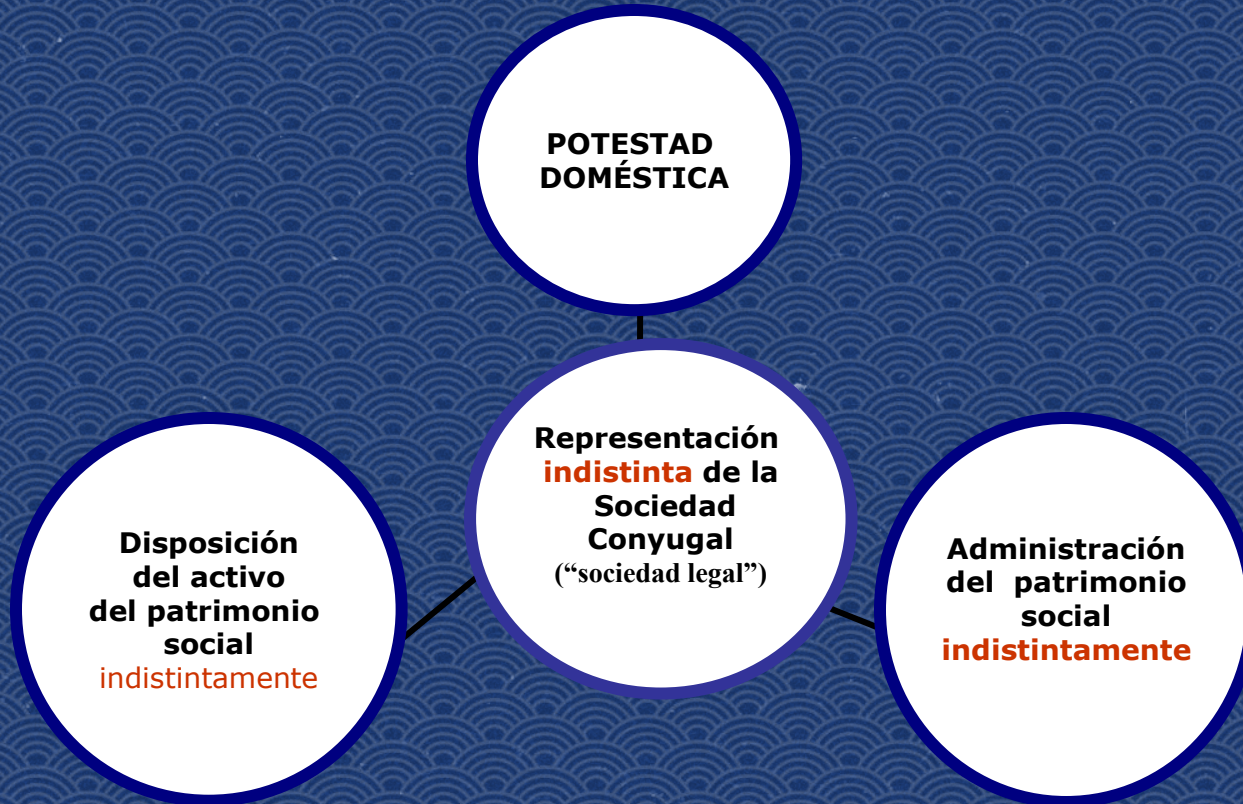 POTESTAD
DOMÉSTICA
Representación
indistinta de la
Sociedad
Conyugal
(“sociedad legal”)
Disposición
del activo
del patrimonio
social
indistintamente
Administración
del patrimonio
social
indistintamente